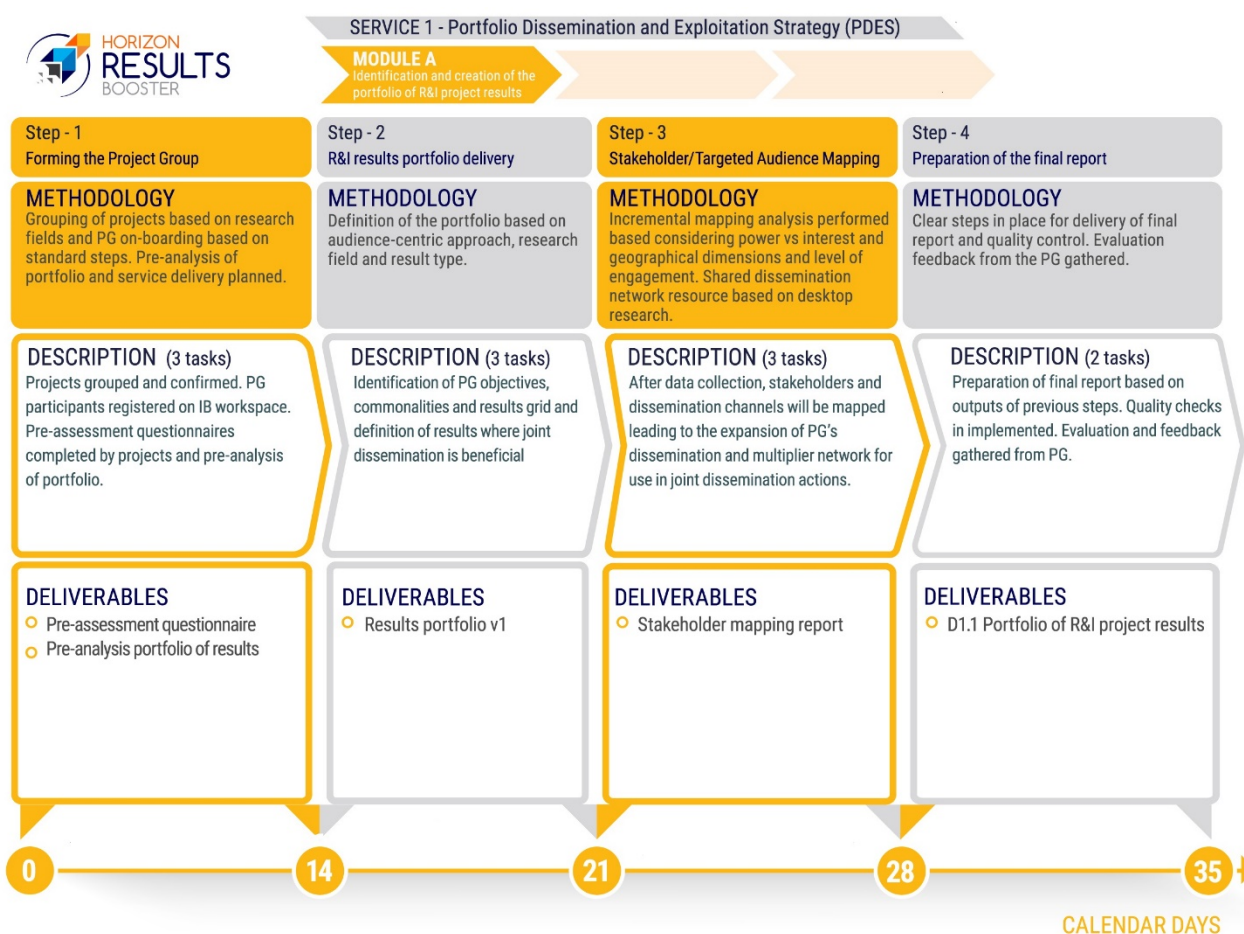 HORIZON
RESULTS
BOOSTER
SERVICE 1 - Portfolio Dissemination and Exploitation Strategy (PDES)
MODULE A
Identification and creation of the
portfolio of R&I project results
Step - 1
Forming the Project Group
METHODOLOGY
Grouping of projects based on research
fields and PG on-boarding based on
standard steps. Pre-analysis of
portfolio and service delivery planned.
DESCRIPTION (3 tasks)
Projects grouped and confirmed. PG
participants registered on IB workspace.
Pre-assessment questionnaires
completed by projects and pre-analysis
of portfolio.
DELIVERABLES
Pre-assessment questionnaire
Pre-analysis portfolio of results
Step - 2
R&I results portfolio delivery
METHODOLOGY
Definition of the portfolio based on
audience-centric approach, research
field and result type.
DESCRIPTION (3 tasks)
Identification of PG objectives,
commonalities and results grid and
definition of results where joint
dissemination is beneficial
DELIVERABLES
Results portfolio v1
Step - 3
Stakeholder/Targeted Audience Mapping
METHODOLOGY
Incremental mapping analysis performed
based considering power vs interest and
geographical dimensions and level of
engagement. Shared dissemination
network resource based on desktop
research.
DESCRIPTION (3 tasks)
After data collection, stakeholders and
dissemination channels will be mapped
leading to the expansion of PG's
dissemination and multiplier network for
use in joint dissemination actions.
DELIVERABLES
Stakeholder mapping report
Step - 4
Preparation of the final report
METHODOLOGY
Clear steps in place for delivery of final
report and quality control. Evaluation
feedback from the PG gathered.
DESCRIPTION (2 tasks)
Preparation of final report based on
outputs of previous steps. Quality checks
in implemented. Evaluation and feedback
gathered from PG.
DELIVERABLES
D1.1 Portfolio of R&I project results
0
14
21
28
35
CALENDAR DAYS